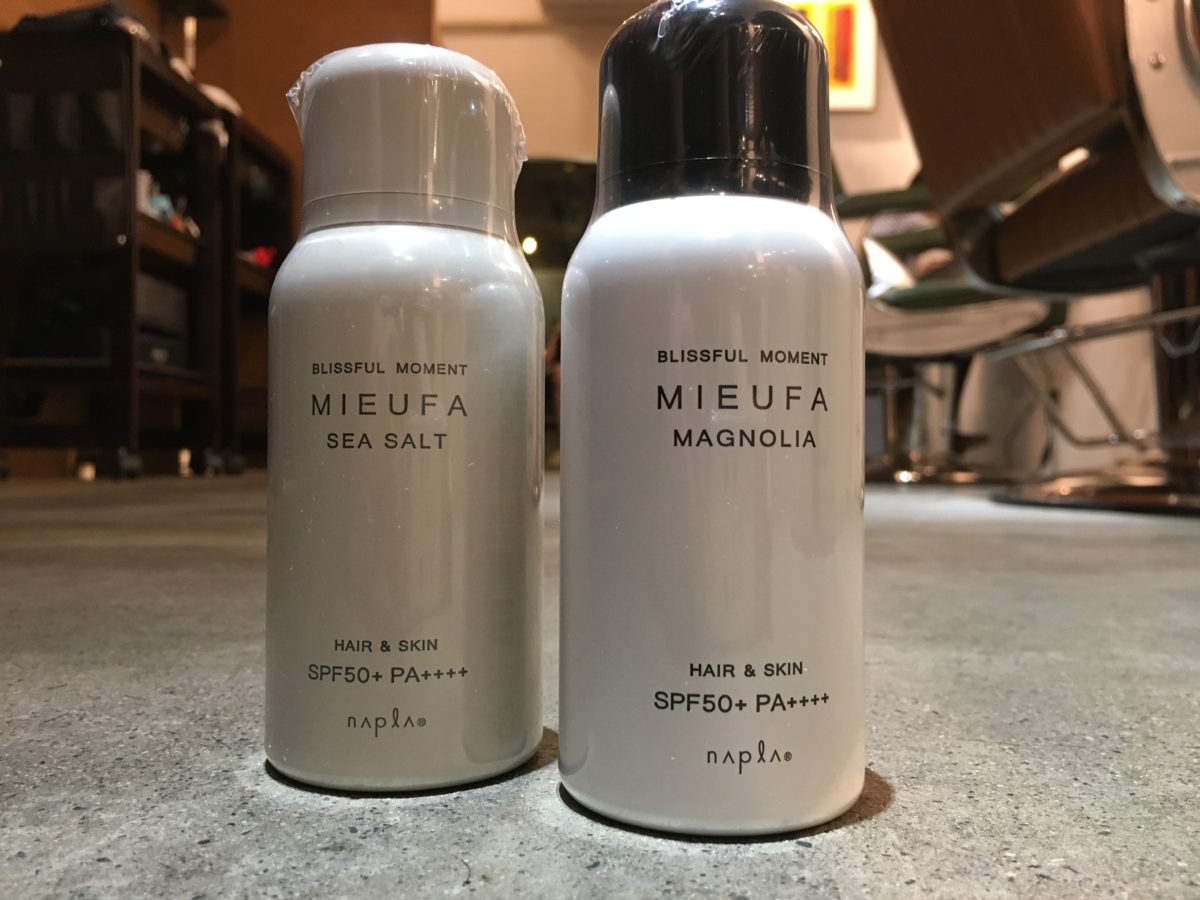 BLISSFUL MOMENT
MIEUFA
SEA SALT
HAIR & SKIN
SPF50+ PA++++
napla®
BLISSFUL MOMENT
MIEUFA
MAGNOLIA
HAIR & SKIN
SPF50+ PA++++
napla®